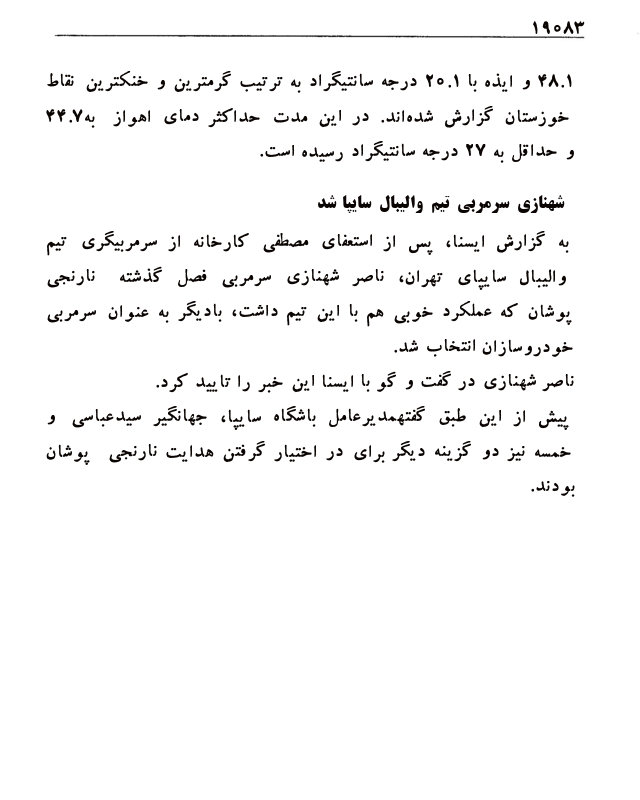 ۱۹۰۸۳
۴۸.۱ و ایذه با ۲۰.۱ درجه سانتیگراد به ترتیب گرمترین و خنکترین نقاط
خوزستان گزارش شده‌اند. در این مدت حداکثر دمای اهواز به۴۴.۷
و حداقل به ۲۷ درجه سانتیگراد رسیده است.
شهنازی سرمربی تیم والیبال سایپا شد
به گزارش ایسنا، پس از استعفای مصطفی کارخانه از سرمربیگری تیم
والیبال سایپای تهران، ناصر شهنازی سرمربی فصل گذشته نارنجی
پوشان که عملکرد خوبی هم با این تیم داشت، بادیگر به عنوان سرمربی
خودروسازان انتخاب شد.
ناصر شهنازی در گفت و گو با ایسنا این خبر را تایید کرد.
پیش از این طبق گفتهمدیرعامل باشگاه سایپا، جهانگیر سیدعباسی و
خمسه نیز دو گزینه دیگر برای در اختیار گرفتن هدایت نارنجی پوشان
بودند.